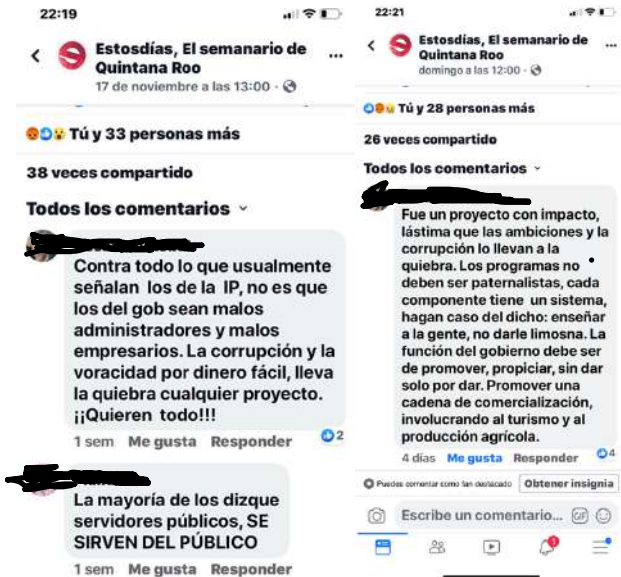 22:19
Estosdías, El semanario de
Quintana Roo
17 de noviembre a las 13:00 ·
Tú y 33 personas más
38 veces compartido
Todos los comentarios
Contra todo lo que usualmente
señalan los de la IP, no es que
los del gob sean malos
administradores y malos
empresarios. La corrupción y la
voracidad por dinero fácil, lleva
la quiebra cualquier proyecto.
¡¡Quieren todo!!!
1 sem Me gusta Responder 2
La mayoría de los dizque
servidores públicos, SE
SIRVEN DEL PÚBLICO
1 sem Me gusta Responder
22:21
Estosdías, El semanario de
Quintana Roo
domingo a las 12:00 ·
Tú y 28 personas más
26 veces compartido
Todos los comentarios
Fue un proyecto con impacto,
lástima que las ambiciones y la
corrupción lo llevan a la
quiebra. Los programas no
deben ser paternalistas, cada
componente tiene un sistema,
hagan caso del dicho: enseñar
a la gente, no darle limosna. La
función del gobierno debe ser
de promover, propiciar, sin dar
solo por dar. Promover una
cadena de comercialización,
involucrando al turismo y al
producción agrícola.
4 días Me gusta Responder 4
Puedes comentar como fan destacado Obtener insignia
Escribe un comentario... GIF